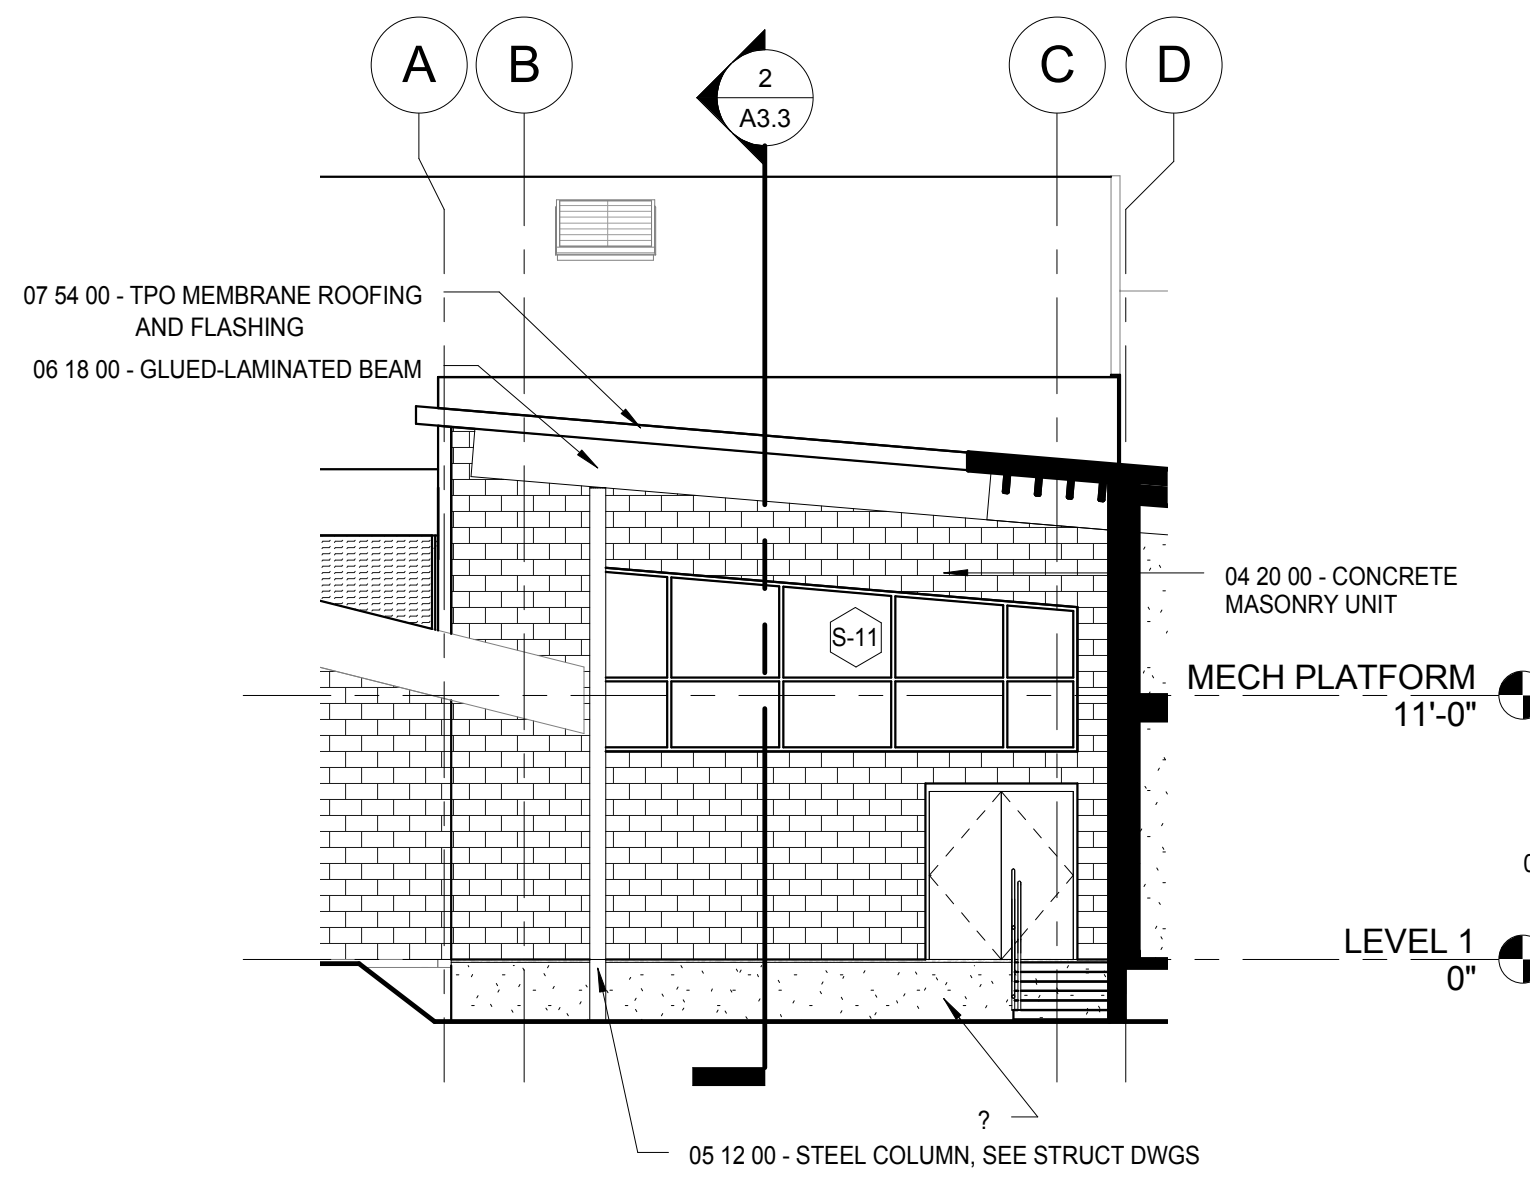 A
B
2
A3.3
C
D
07 54 00 - TPO MEMBRANE ROOFING
AND FLASHING
06 18 00 - GLUED-LAMINATED BEAM
04 20 00 - CONCRETE
MASONRY UNIT
S-11
MECH PLATFORM
11'-0"
LEVEL 1
0"
?
05 12 00 - STEEL COLUMN, SEE STRUCT DWGS